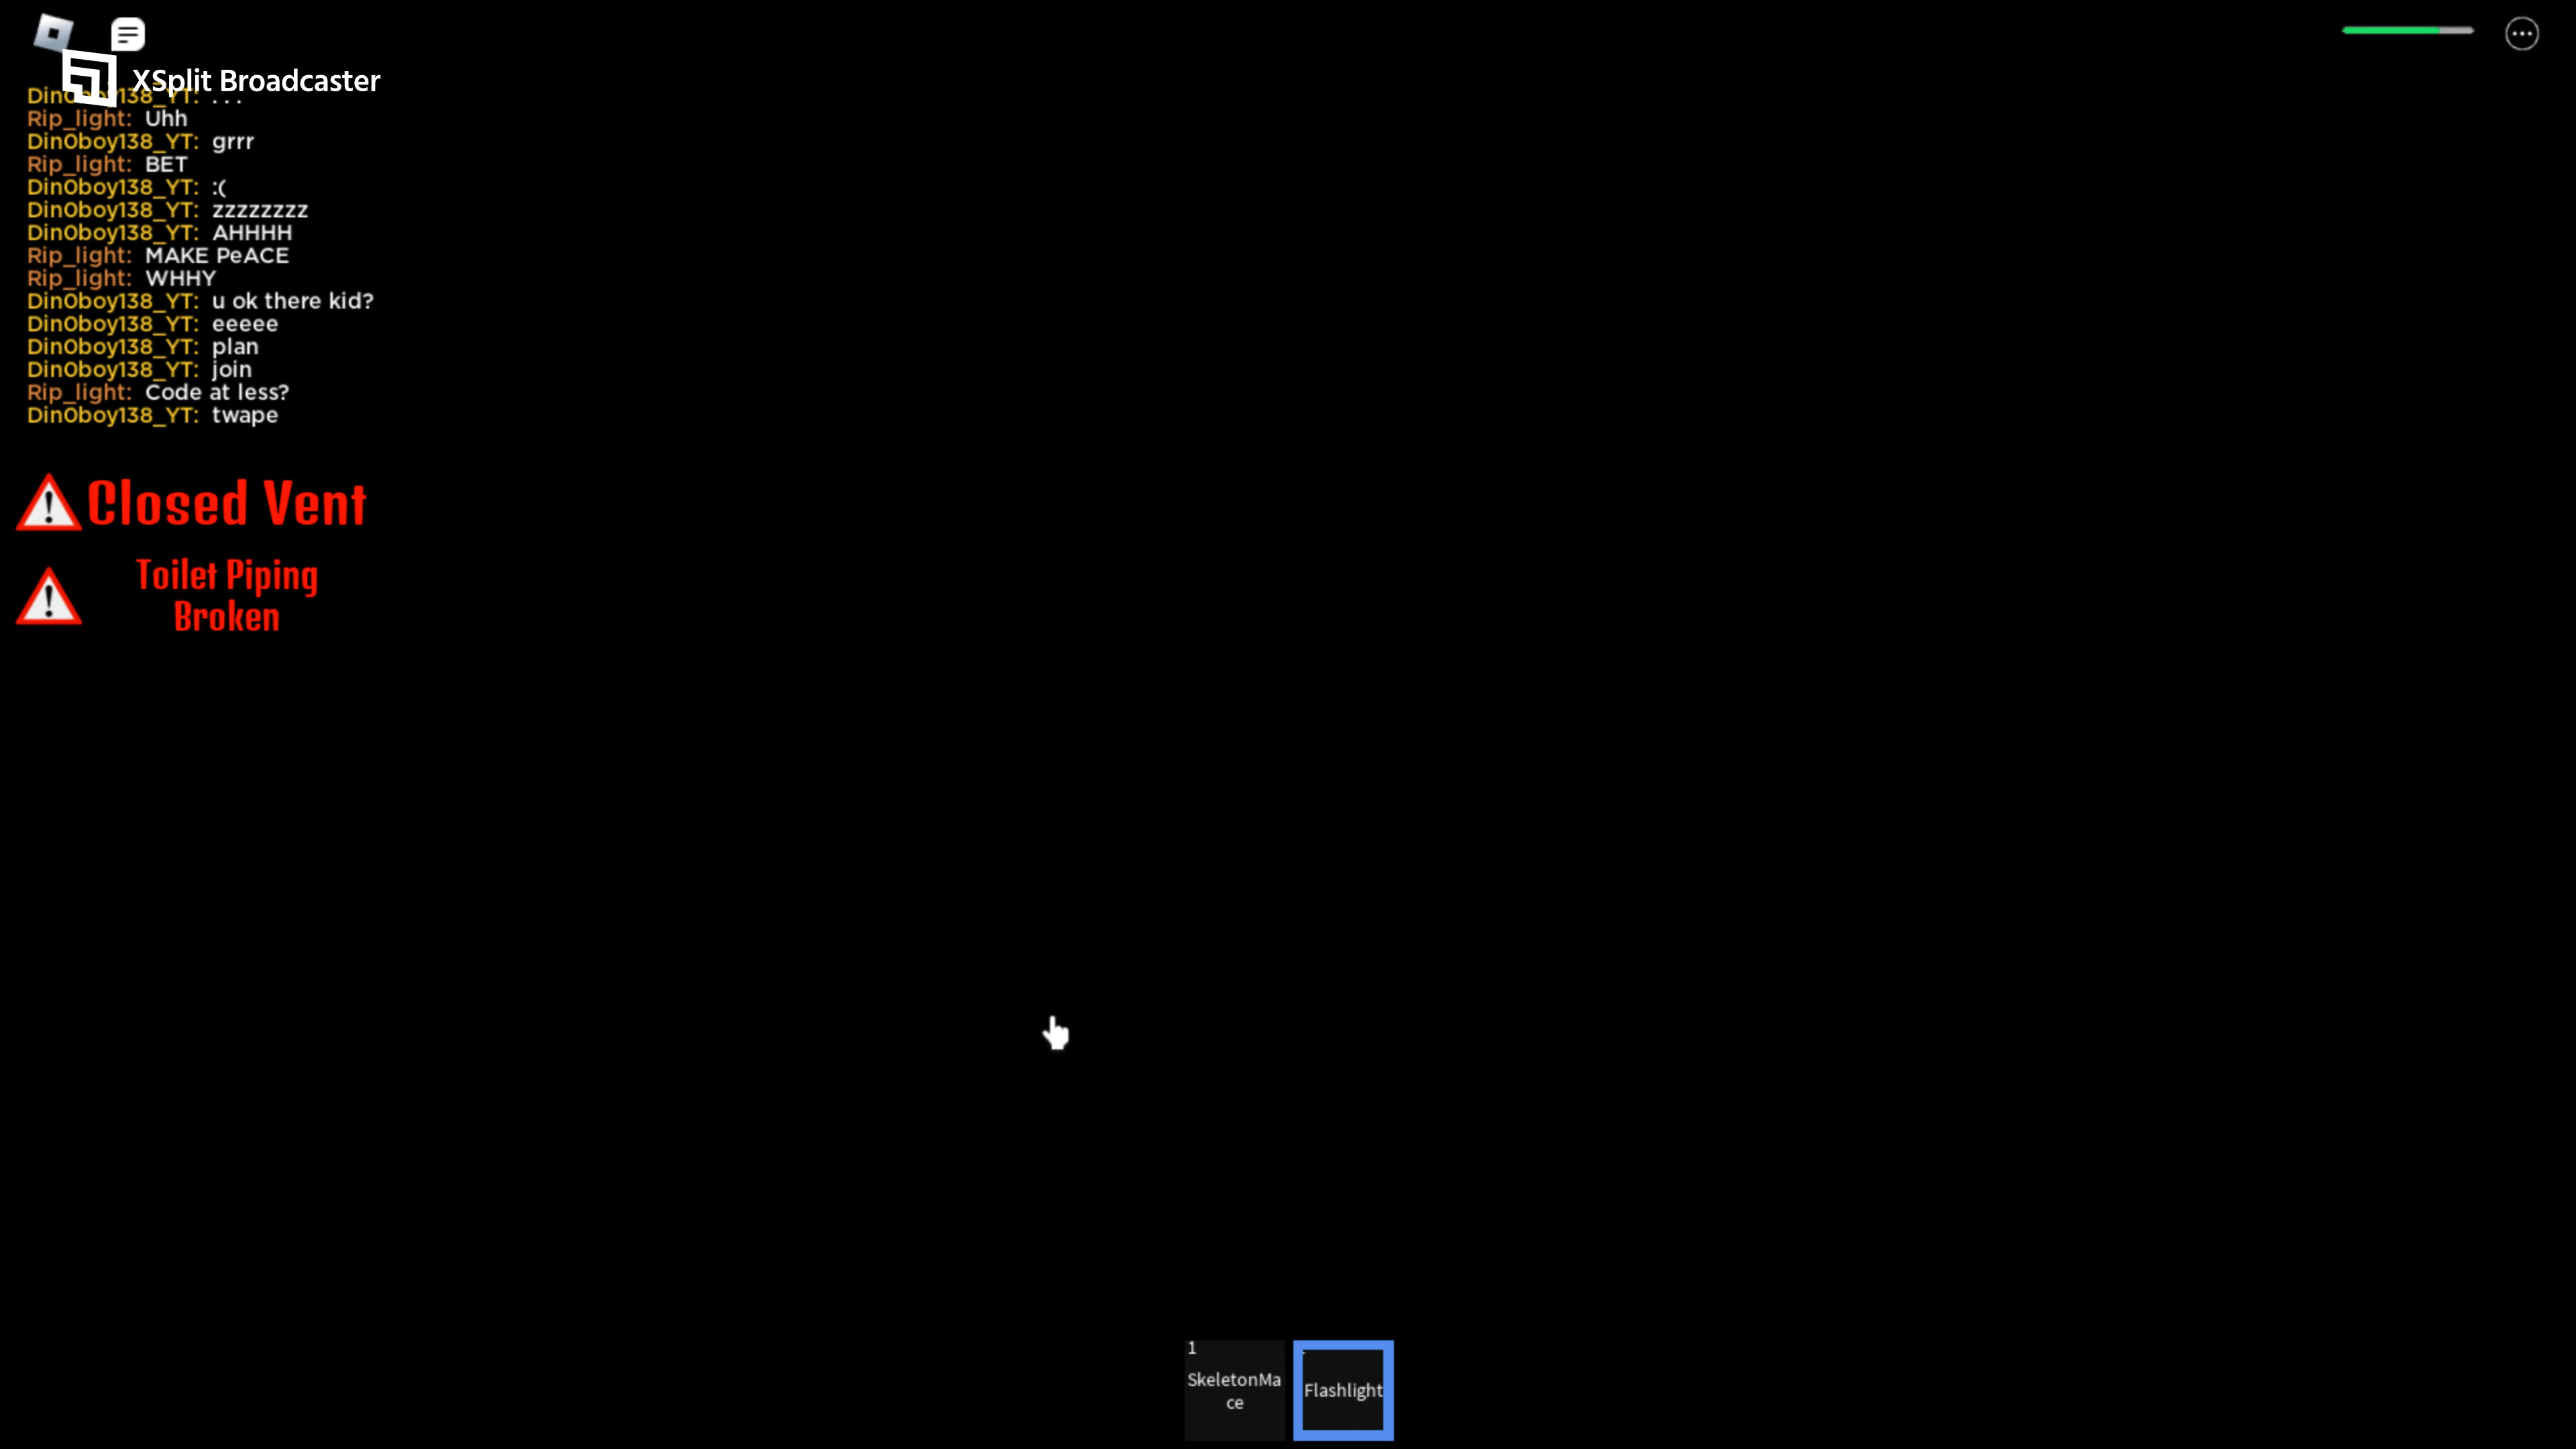 XSplit Broadcaster
Din0boy138_YT: . . .
Rip_light: Uhh
Din0boy138_YT: grrr
Rip_light: BET
Din0boy138_YT: :(
Din0boy138_YT: zzzzzzzz
Din0boy138_YT: AHHHH
Rip_light: MAKE PeACE
Rip_light: WHHY
Din0boy138_YT: u ok there kid?
Din0boy138_YT: eeeee
Din0boy138_YT: plan
Din0boy138_YT: join
Rip_light: Code at less?
Din0boy138_YT: twape
Closed Vent
Toilet Piping
Broken
1
SkeletonMa
ce
Flashlight